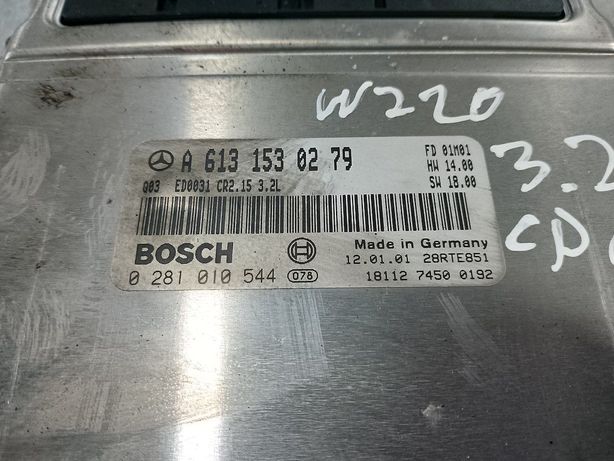 W220
3.2
CD
A 613 153 02 79
FD 01M01
HW 14.00
SW 18.00
Q03 ED0031 CR2.15 3.2L
BOSCH
Made in Germany
12.01.01 28RTE851
0 281 010 544 076
18112 7450 0192